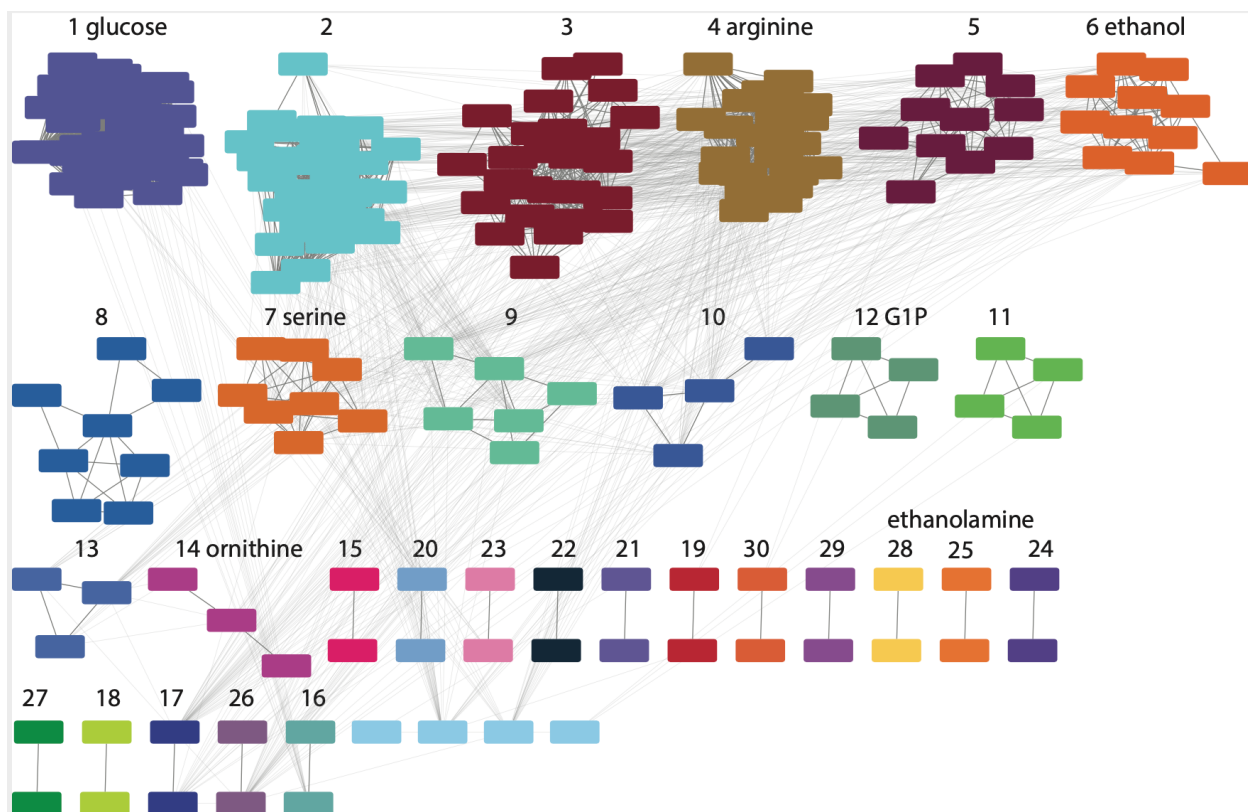 1 glucose 2 3 4 arginine 5 6 ethanol
8 7 serine 9 10 12 G1P 11
ethanolamine
13 14 ornithine 15 20 23 22 21 19 30 29 28 25 24
27 18 17 26 16